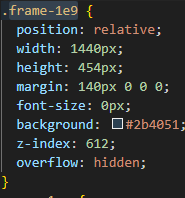 .frame-1e9 {
position: relative;
width: 1440px;
height: 454px;
margin: 140px 0 0 0;
font-size: 0px;
background: #2b4051;
z-index: 612;
overflow: hidden;
}